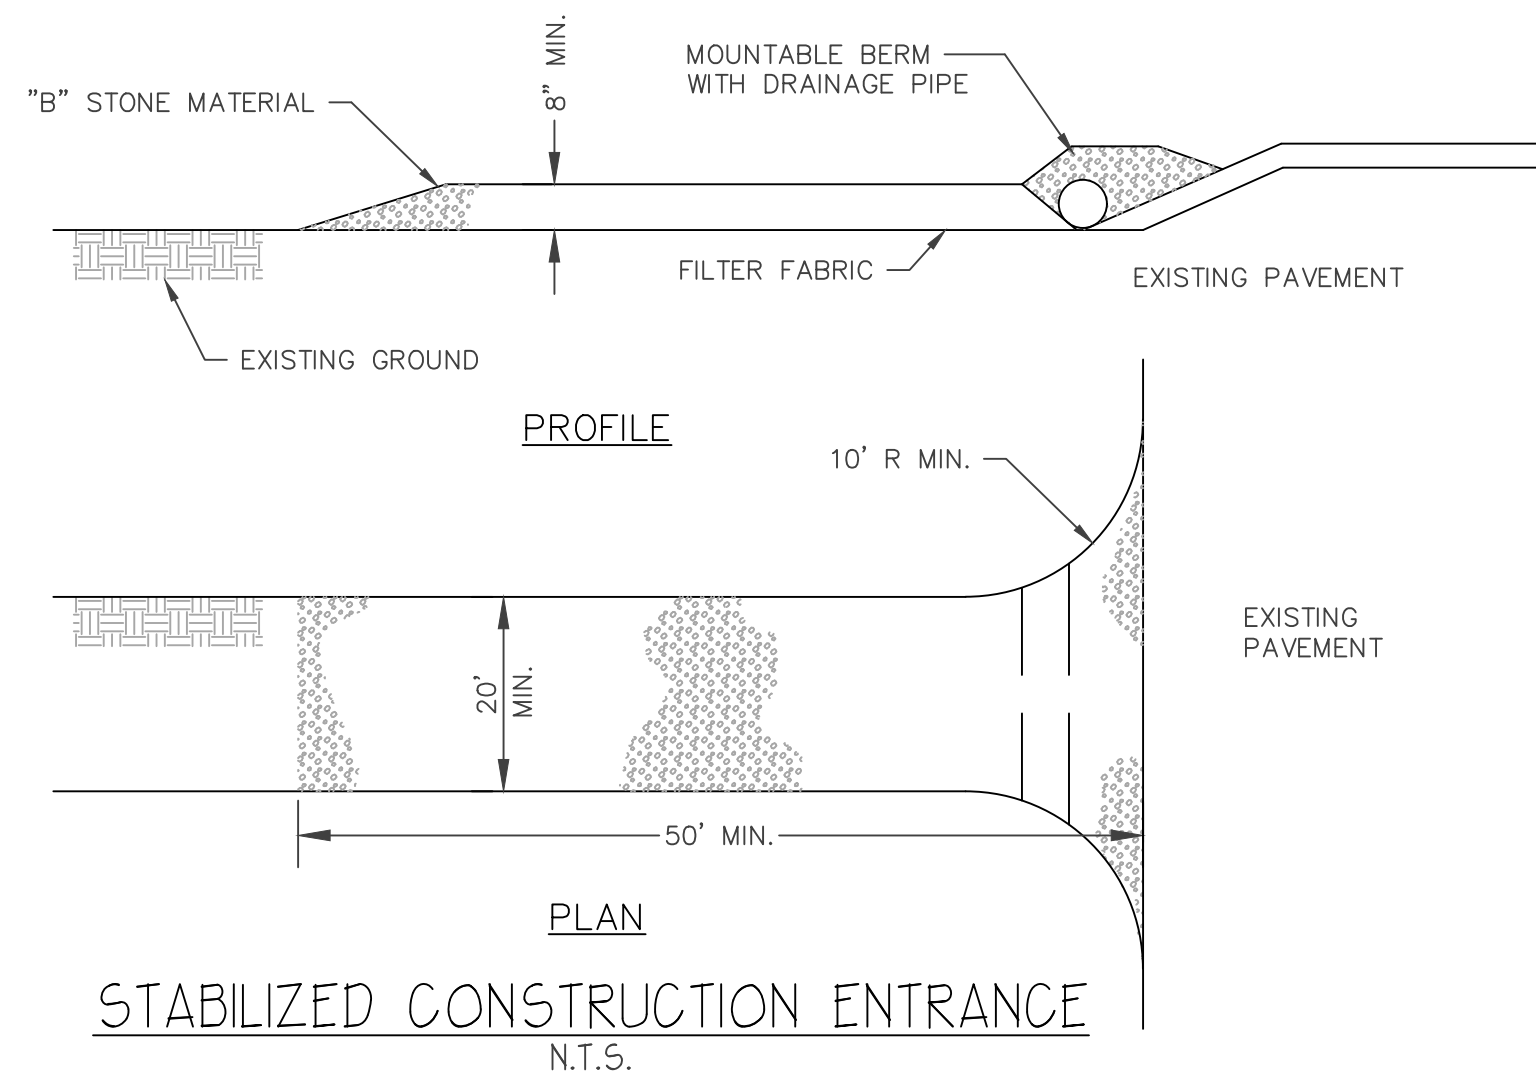 8” MIN.
MOUNTABLE BERM
WITH DRAINAGE PIPE
”B” STONE MATERIAL
FILTER FABRIC
EXISTING PAVEMENT
EXISTING GROUND
PROFILE
10’ R MIN.
EXISTING
PAVEMENT
20’
MIN.
50’ MIN.
PLAN
STABILIZED CONSTRUCTION ENTRANCE
N.T.S.